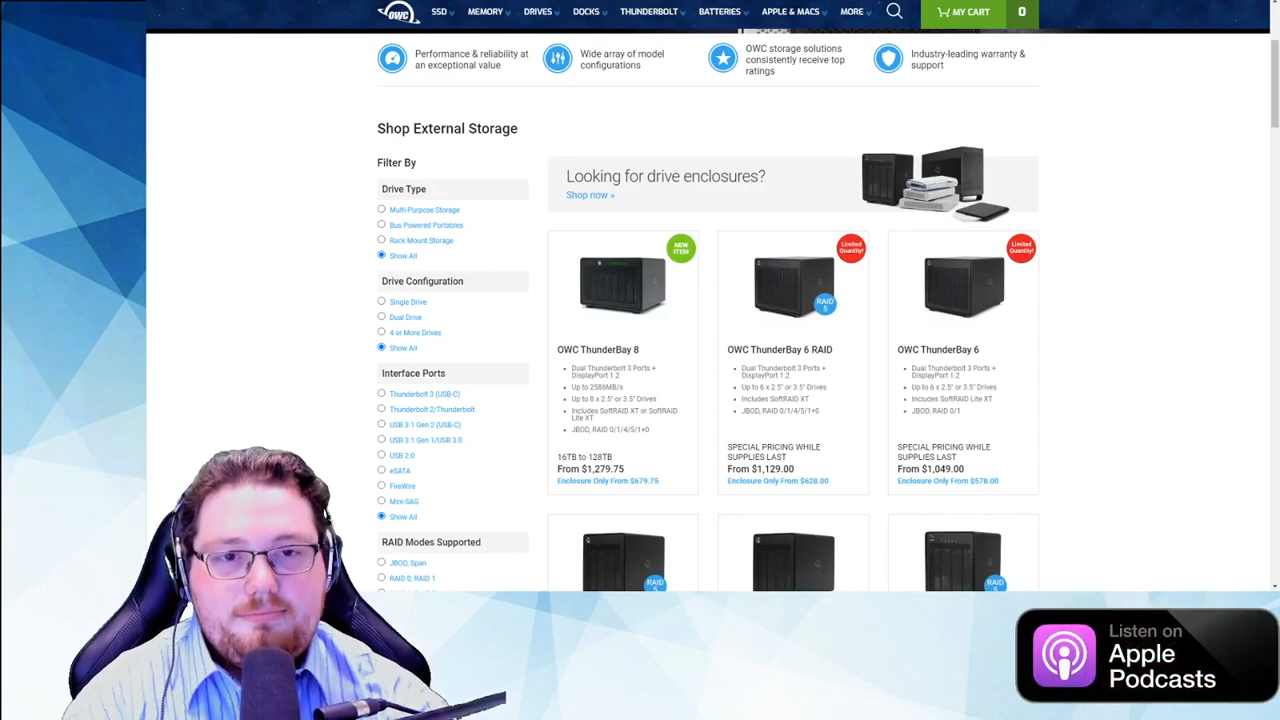 OWC
SSD
MEMORY
DRIVES
DOCKS
THUNDERBOLT
BATTERIES
APPLE & MACS
MORE
MY CART
0
Performance & reliability
at an exceptional value
Wide array of model
configurations
OWC storage solutions
consistently receive top
ratings
Industry-leading warranty &
support
Shop External Storage
Filter By
Drive Type
Multi-Purpose Storage
Bus Powered Portables
Rack Mount Storage
Show All
Drive Configuration
Single Drive
Dual Drive
4 or More Drives
Show All
Interface Ports
Thunderbolt 3 (USB-C)
Thunderbolt 2/Thunderbolt
USB 3.1 Gen 2 (USB-C)
USB 3.1 Gen 1/USB 3.0
USB 2.0
eSATA
FireWire
Mini-SAS
Show All
RAID Modes Supported
JBOD, Span
RAID 0, RAID 1
Looking for drive enclosures?
Shop now »
NEW
ITEM
OWC ThunderBay 8
Dual Thunderbolt 3 Ports +
DisplayPort 1.2
Up to 2586MB/s
Up to 8 x 2.5" or 3.5" Drives
Includes SoftRAID XT or SoftRAID
Lite XT
JBOD, RAID 0/1/4/5/1+0
16TB to 128TB
From $1,279.75
Enclosure Only From $679.75
Limited
Quantity!
RAID
5
OWC ThunderBay 6 RAID
Dual Thunderbolt 3 Ports +
DisplayPort 1.2
Up to 6 x 2.5" or 3.5" Drives
Includes SoftRAID XT
JBOD, RAID 0/1/4/5/1+0
SPECIAL PRICING WHILE
SUPPLIES LAST
From $1,129.00
Enclosure Only From $628.00
Limited
Quantity!
OWC ThunderBay 6
Dual Thunderbolt 3 Ports +
DisplayPort 1.2
Up to 6 x 2.5" or 3.5" Drives
Includes SoftRAID Lite XT
JBOD, RAID 0/1
SPECIAL PRICING WHILE
SUPPLIES LAST
From $1,049.00
Enclosure Only From $578.00
RAID
5
RAID
5
Listen on
Apple
Podcasts